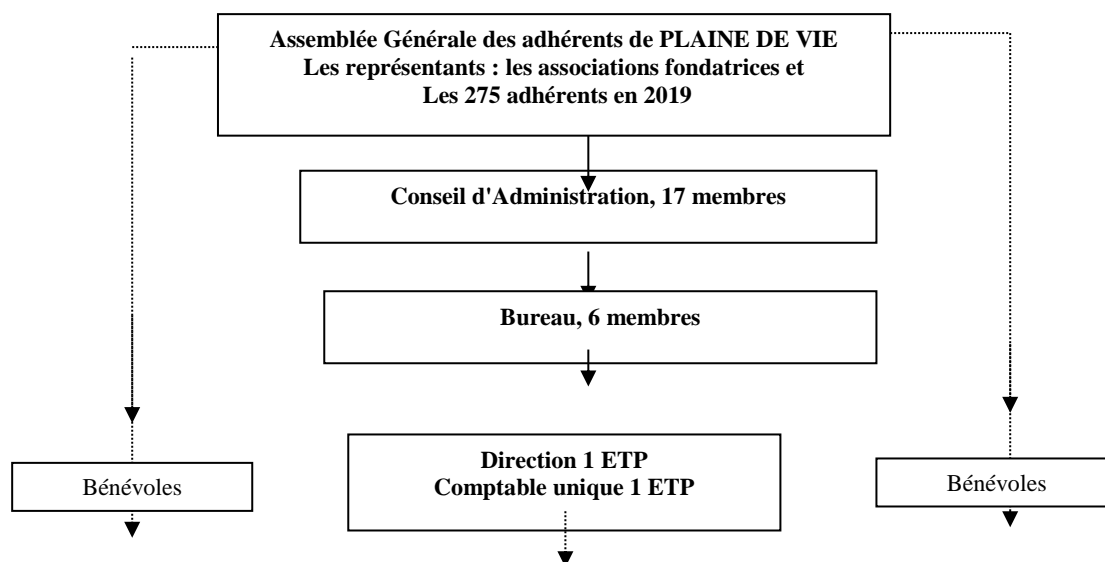 Assemblée Générale des adhérents de PLAINE DE VIE
Les représentants : les associations fondatrices et
Les 275 adhérents en 2019
Conseil d'Administration, 17 membres
Bureau, 6 membres
Direction 1 ETP
Comptable unique 1 ETP
Bénévoles
Bénévoles